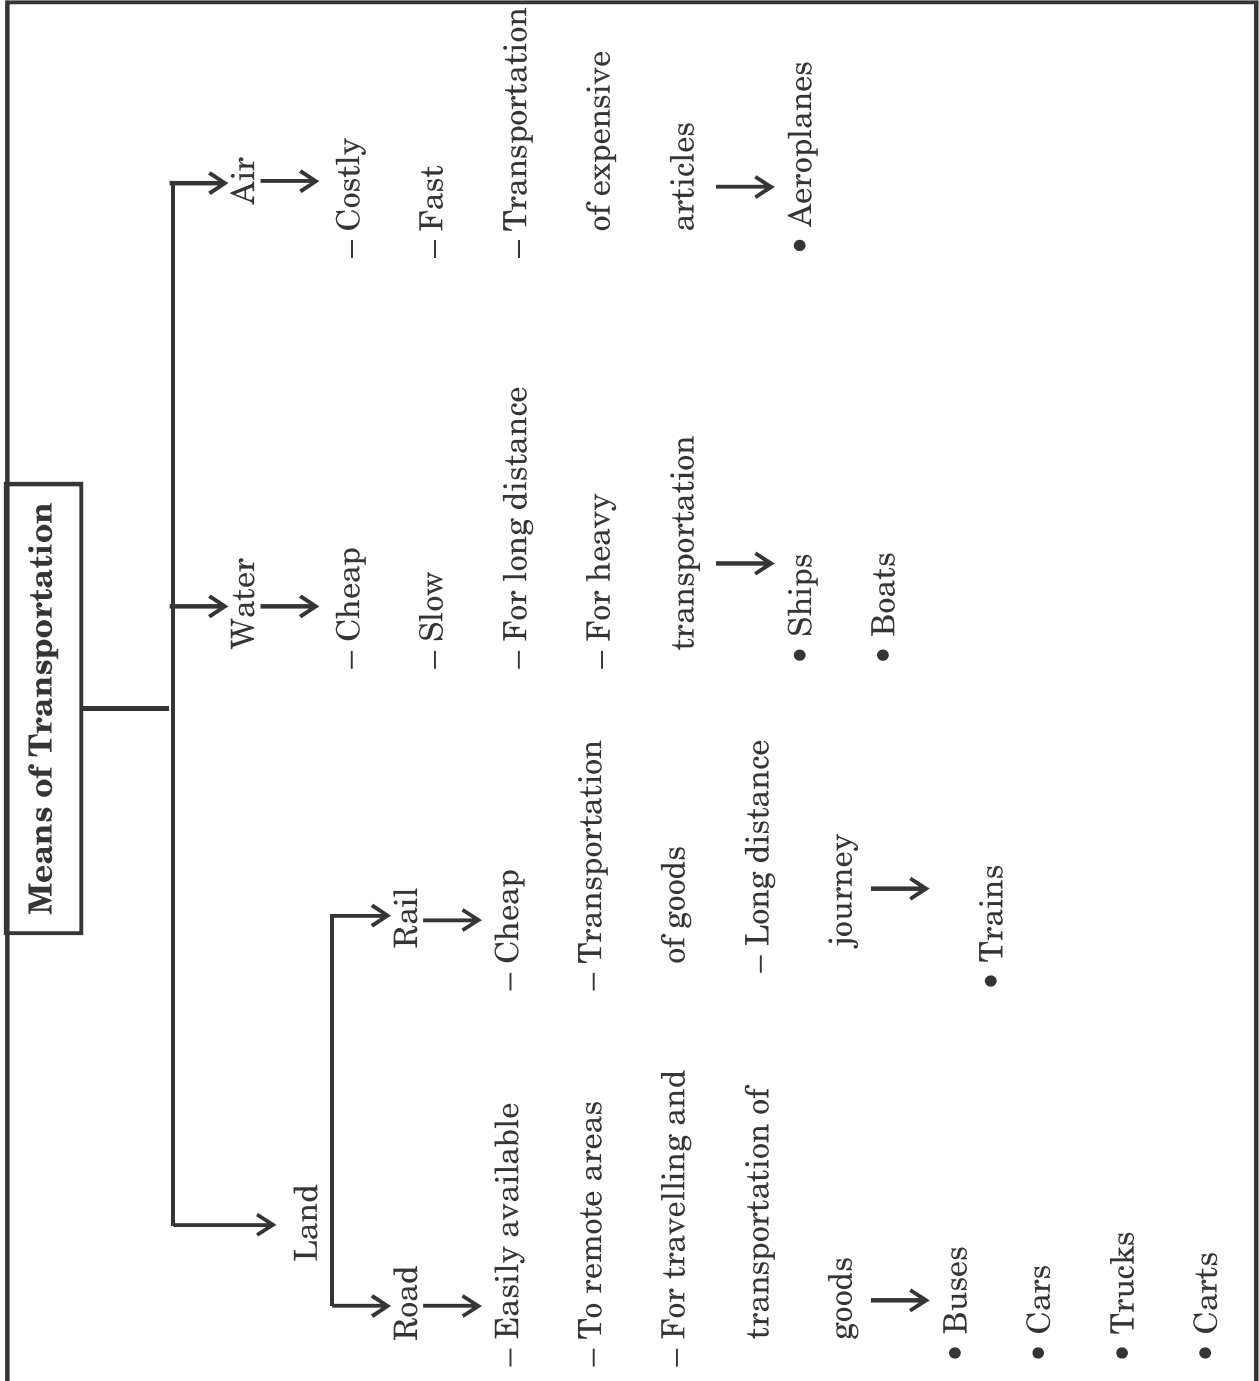 Means of Transportation
Land
Road
– Easily available
– To remote areas
– For travelling and
transportation of
goods
• Buses
• Cars
• Trucks
• Carts
Rail
– Cheap
– Transportation
of goods
– Long distance
journey
• Trains
Water
– Cheap
– Slow
– For long distance
– For heavy
transportation
• Ships
• Boats
Air
– Costly
– Fast
– Transportation
of expensive
articles
• Aeroplanes